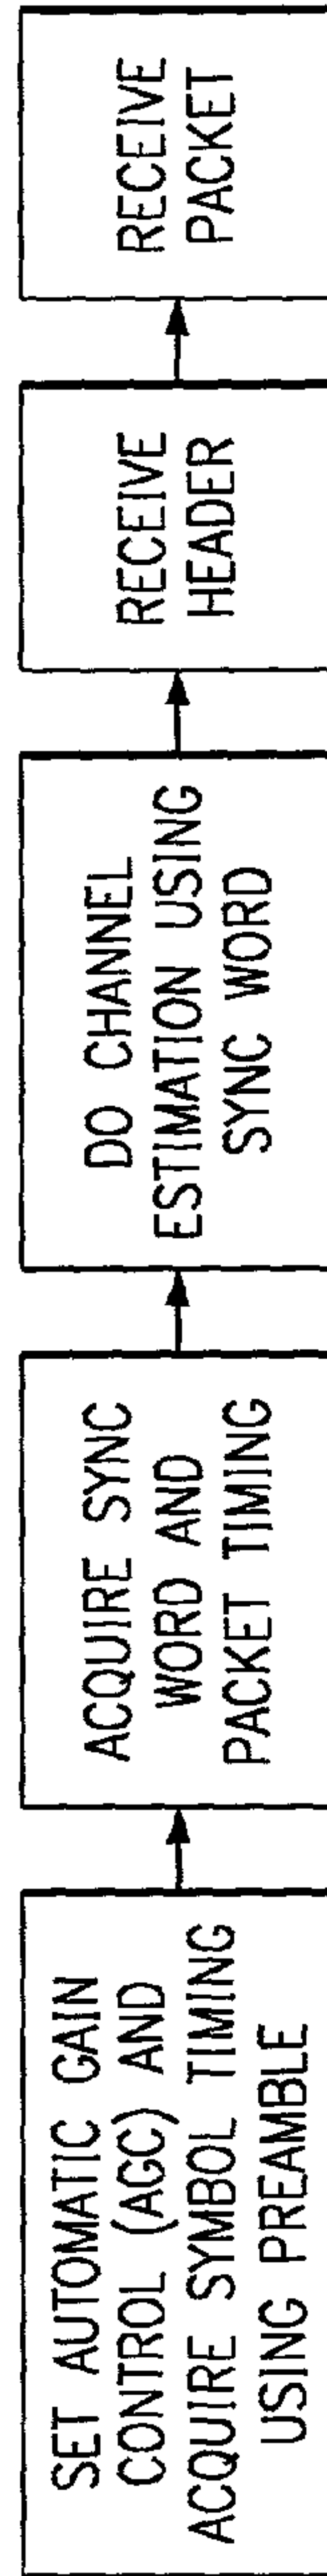 SET AUTOMATIC GAIN
CONTROL (AGC) AND
ACQUIRE SYMBOL TIMING
USING PREAMBLE
ACQUIRE SYNC
WORD AND
PACKET TIMING
DO CHANNEL
ESTIMATION USING
SYNC WORD
RECEIVE
HEADER
RECEIVE
PACKET